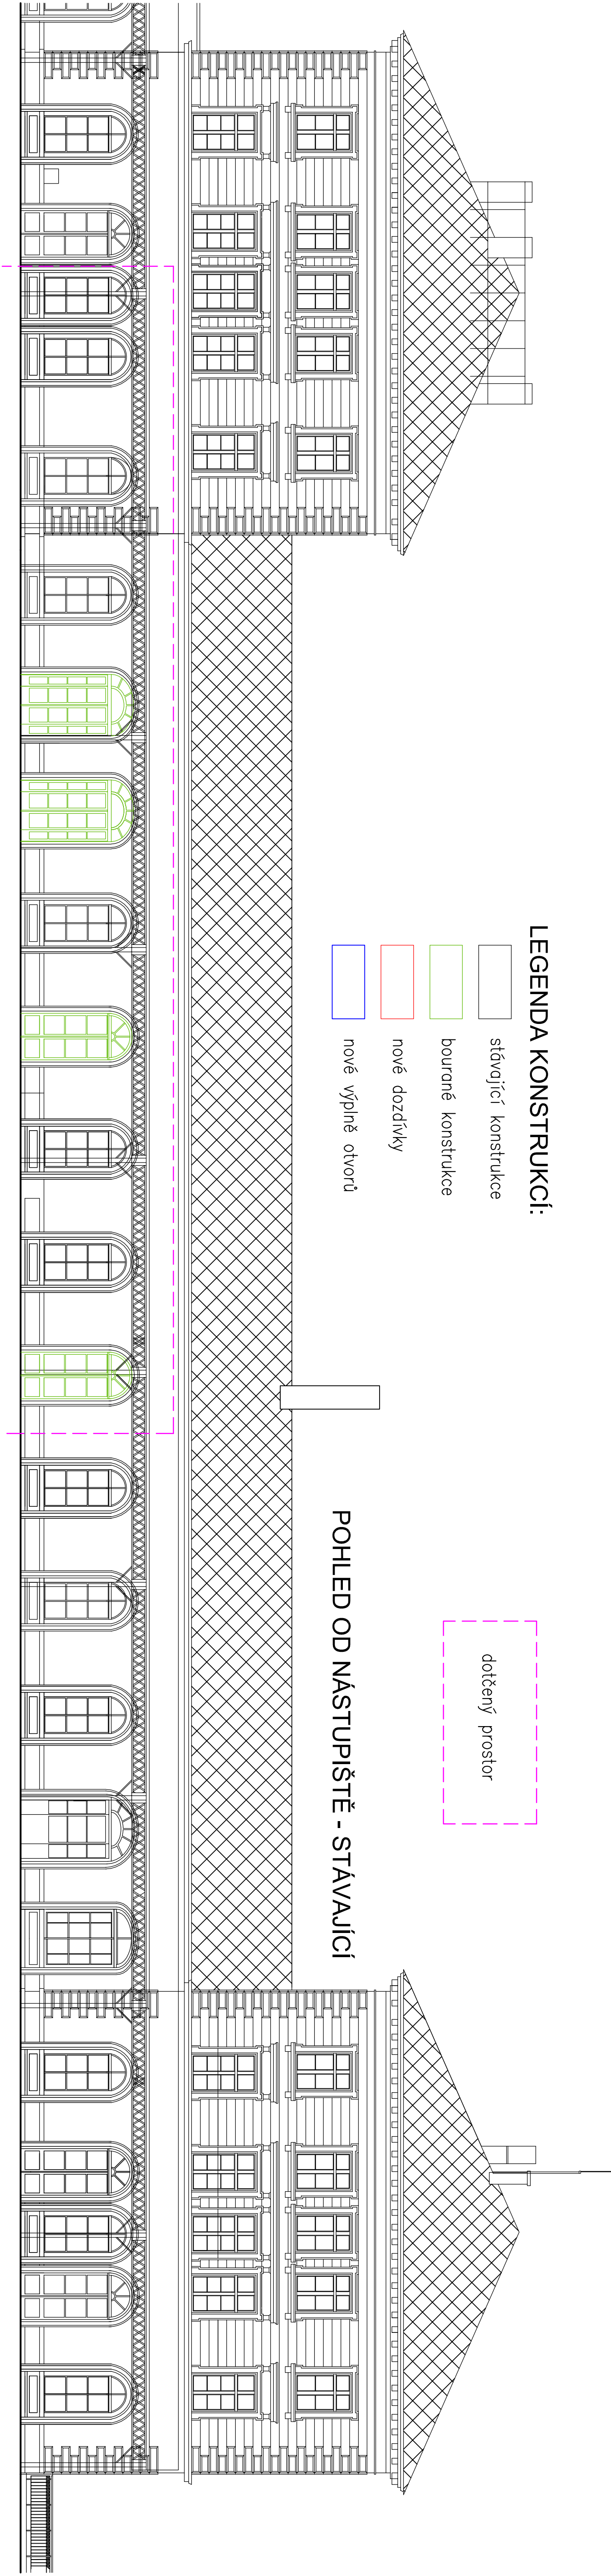 LEGENDA KONSTRUKCÍ:
stávající konstrukce
bourané konstrukce
nové dozdívky
nové výplně otvorů
dotčený prostor
POHLED OD NÁSTUPIŠTĚ - STÁVAJÍCÍ